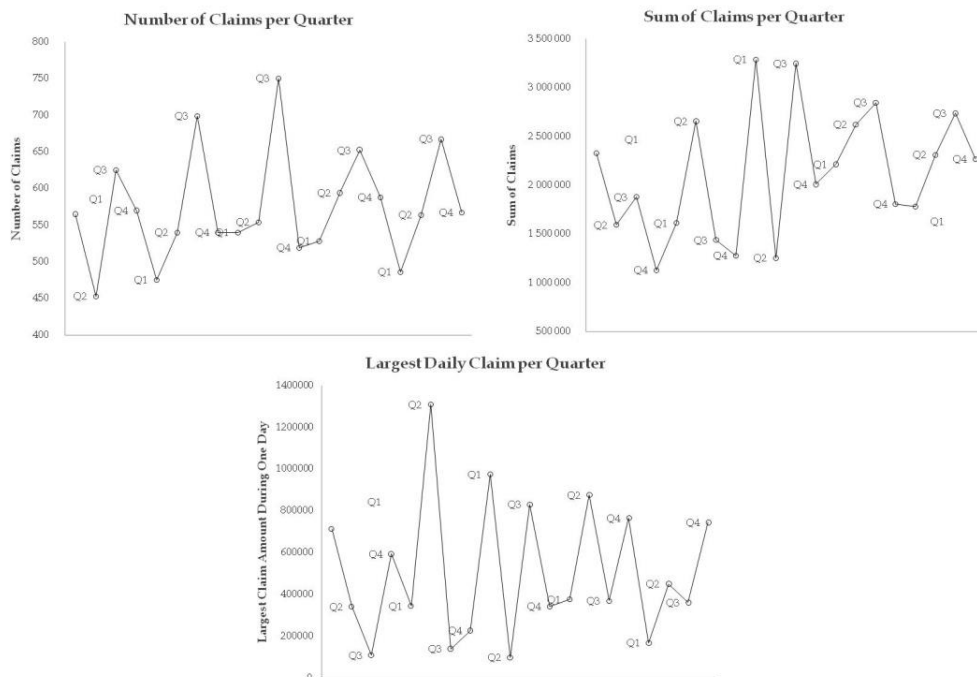 Number of Claims per Quarter
Number of Claims
800
750
700
650
600
550
500
450
400
Q1
Q2
Q3
Q4
Q1
Q2
Q3
Q4
Q1
Q2
Q3
Q4
Q1
Q2
Q3
Q4
Q1
Q2
Q3
Q4
Sum of Claims per Quarter
Sum of Claims
3 500 000
3 000 000
2 500 000
2 000 000
1 500 000
1 000 000
500 000
Q1
Q2
Q3
Q4
Q1
Q2
Q3
Q4
Q1
Q2
Q3
Q4
Q1
Q2
Q3
Q4
Q1
Q2
Q3
Q4
Largest Daily Claim per Quarter
Largest Claim Amount During One Day
1400000
1200000
1000000
800000
600000
400000
200000
Q1
Q2
Q3
Q4
Q1
Q2
Q3
Q4
Q1
Q2
Q3
Q4
Q1
Q2
Q3
Q4
Q1
Q2
Q3
Q4